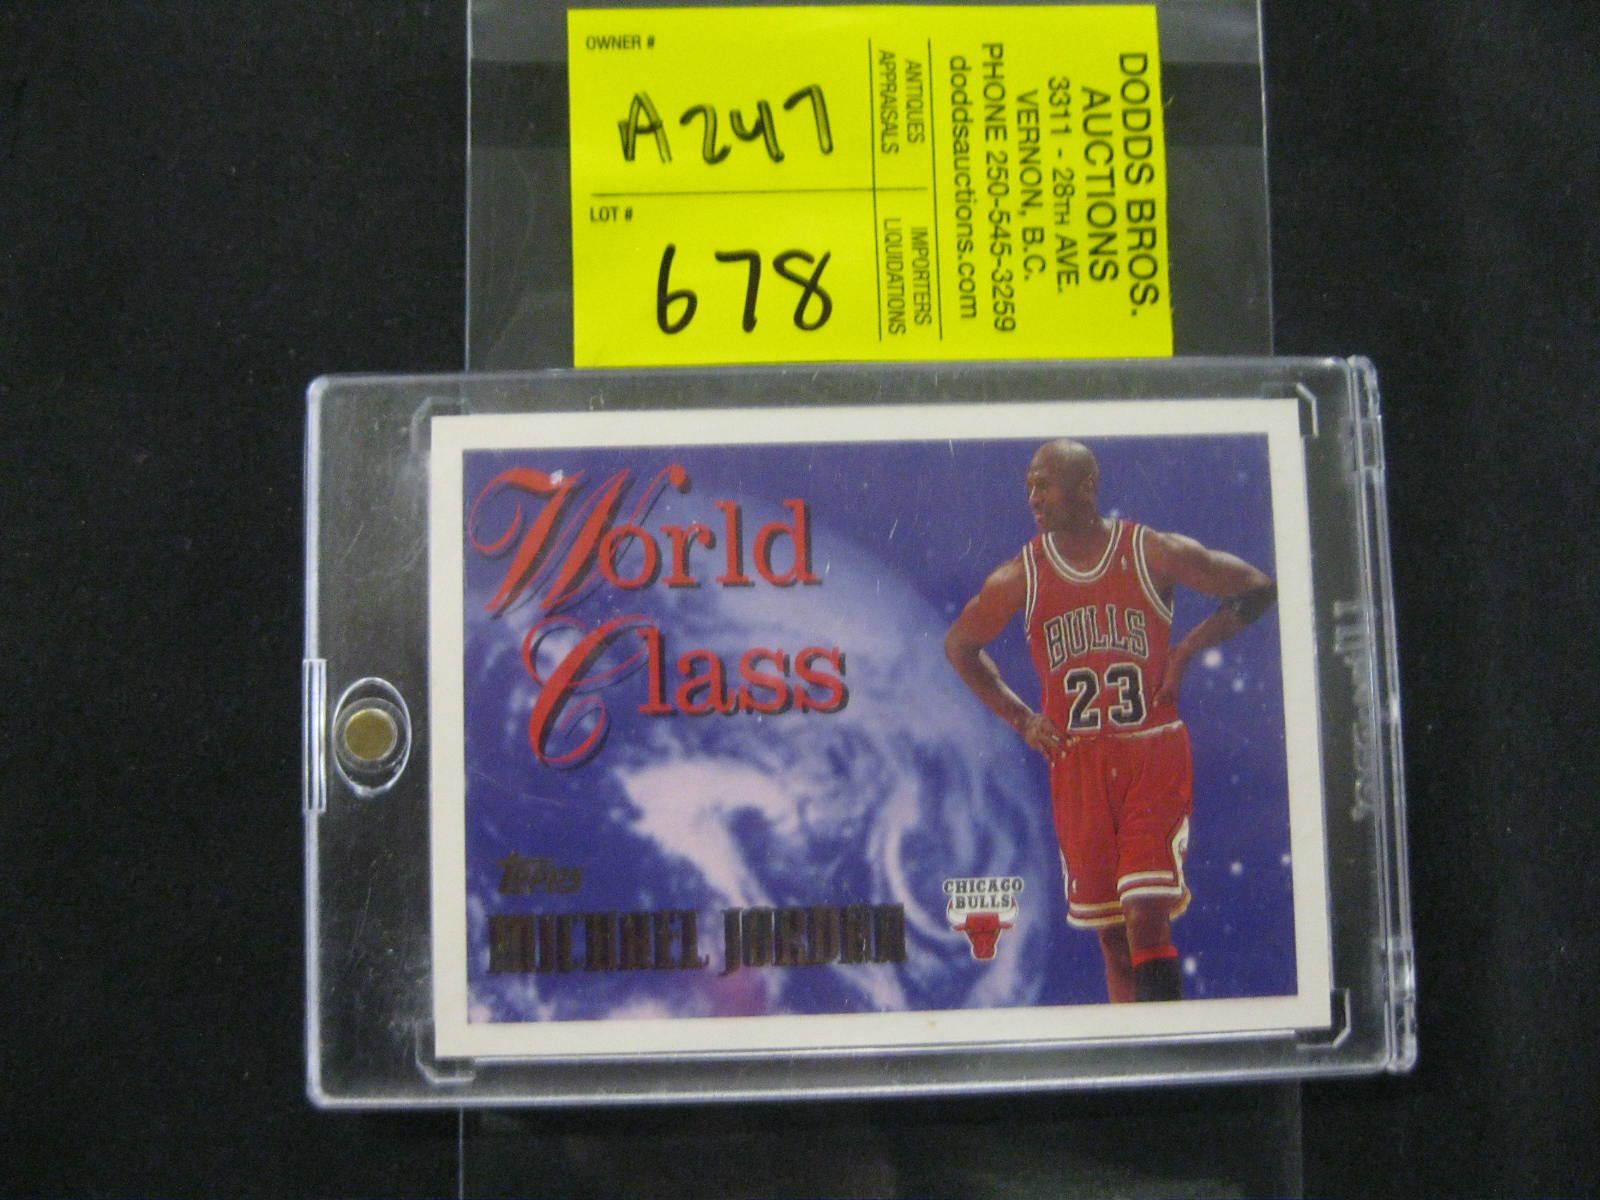 OWNER #
A247
LOT #
678
ANTIQUES
APPRAISALS
IMPORTERS
LIQUIDATIONS
DODDS BROS.
AUCTIONS
3311 - 28TH AVE.
VERNON, B.C.
PHONE 250-545-3259
doddsauctions.com
World
Class
BULLS
23
TOPPS
MICHAEL JORDAN
CHICAGO
BULLS